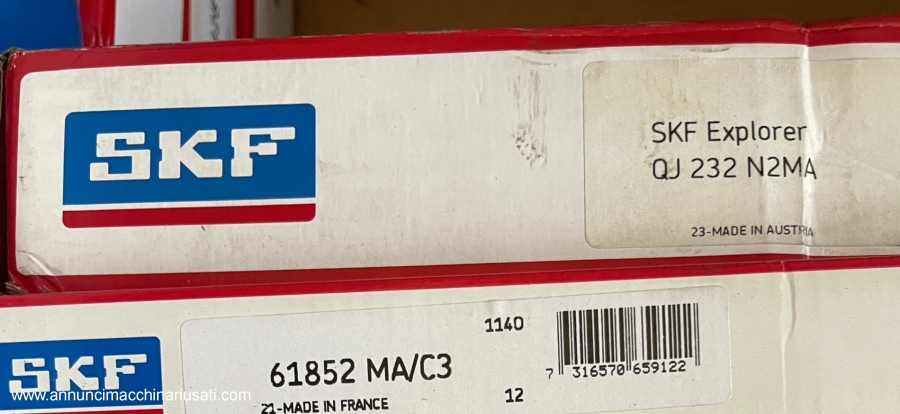 SKF
SKF Explorer
QJ 232 N2MA
23-MADE IN AUSTRIA
SKF
1140
61852 MA/C3
12
21-MADE IN FRANCE
7 316570 659122
www.annuncimacchinariusati.com